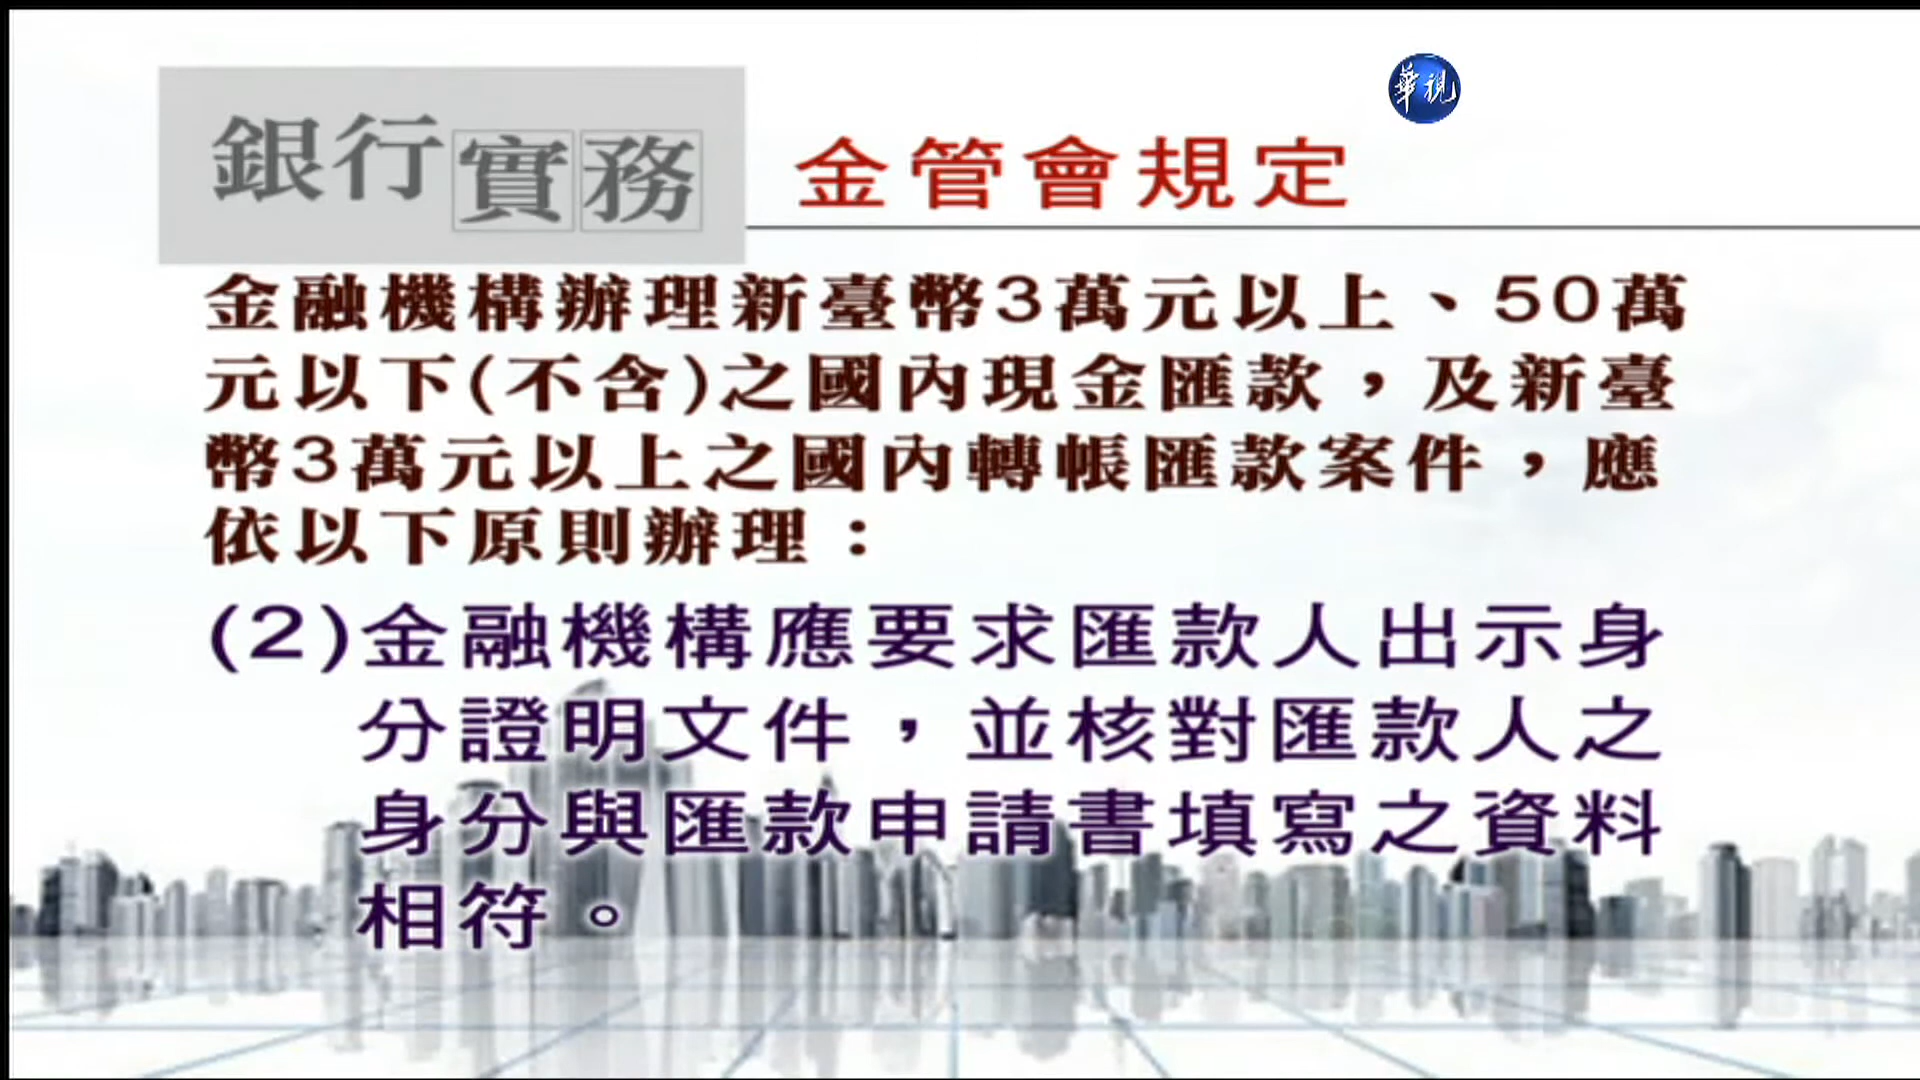 華視
銀行實務
金管會規定
金融機構辦理新臺幣3萬元以上、50萬
元以下(不含)之國內現金匯款，及新臺
幣3萬元以上之國內轉帳匯款案件，應
依以下原則辦理：
(2)金融機構應要求匯款人出示身
分證明文件，並核對匯款人之
身分與匯款申請書填寫之資料
相符。